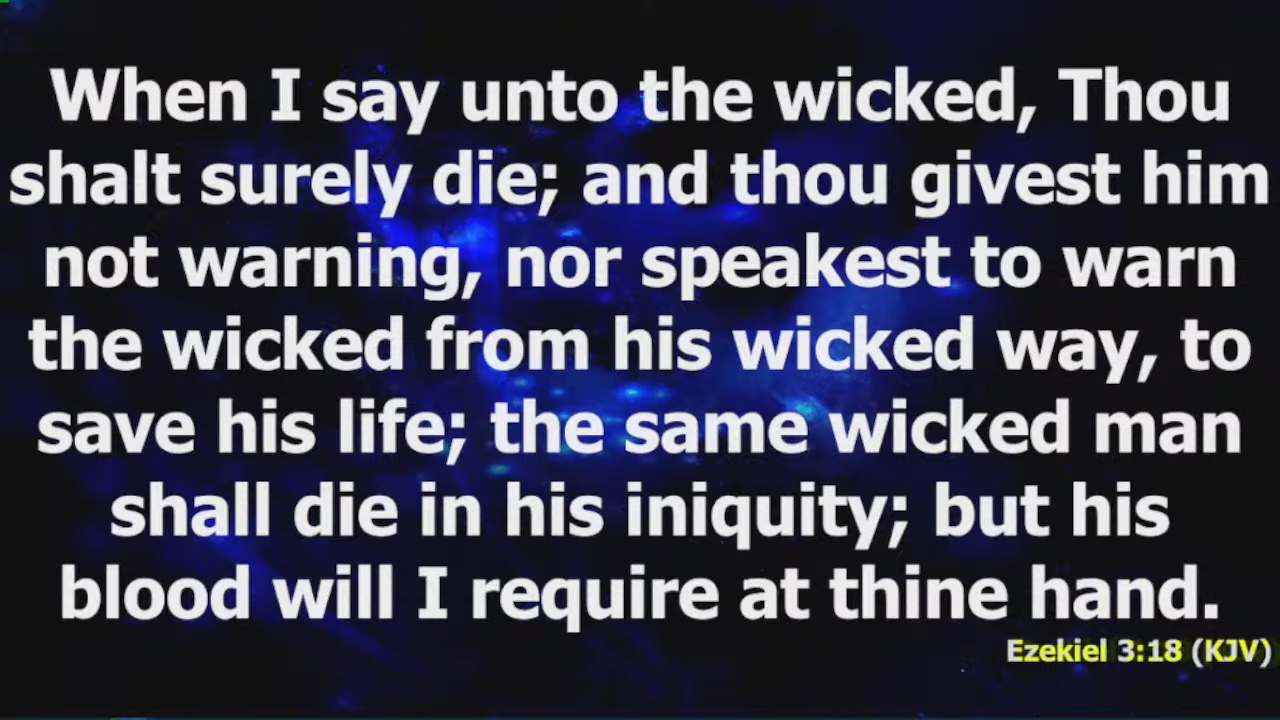 When I say unto the wicked, Thou
shalt surely die; and thou givest him
not warning, nor speakest to warn
the wicked from his wicked way, to
save his life; the same wicked man
shall die in his iniquity; but his
blood will I require at thine hand.
Ezekiel 3:18 (KJV)